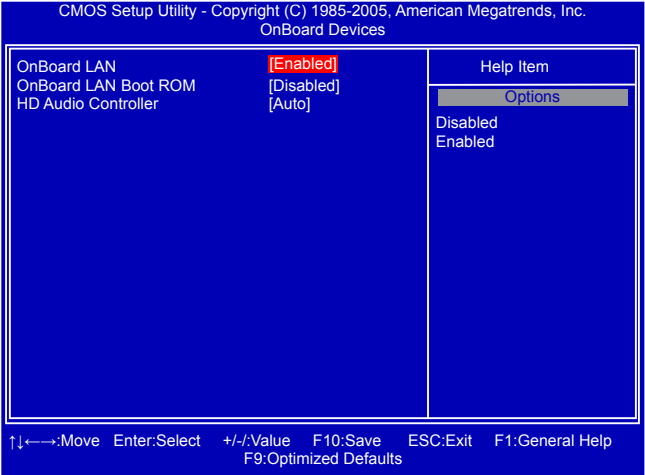 CMOS Setup Utility - Copyright (C) 1985-2005, American Megatrends, Inc.
OnBoard Devices
OnBoard LAN [Enabled]
OnBoard LAN Boot ROM [Disabled]
HD Audio Controller [Auto]
Help Item
Options
Disabled
Enabled
↑↓←→:Move Enter:Select +/-/:Value F10:Save ESC:Exit F1:General Help
F9:Optimized Defaults